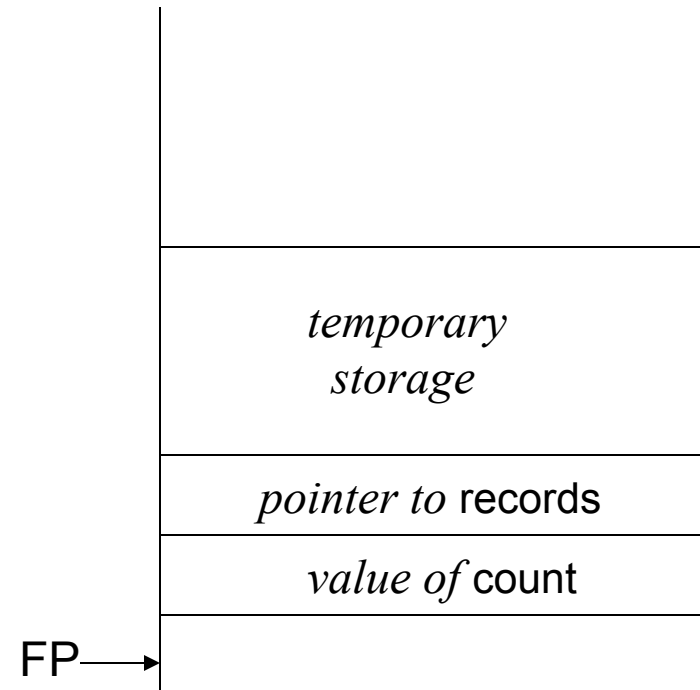 temporary
storage
pointer to records
value of count
FP